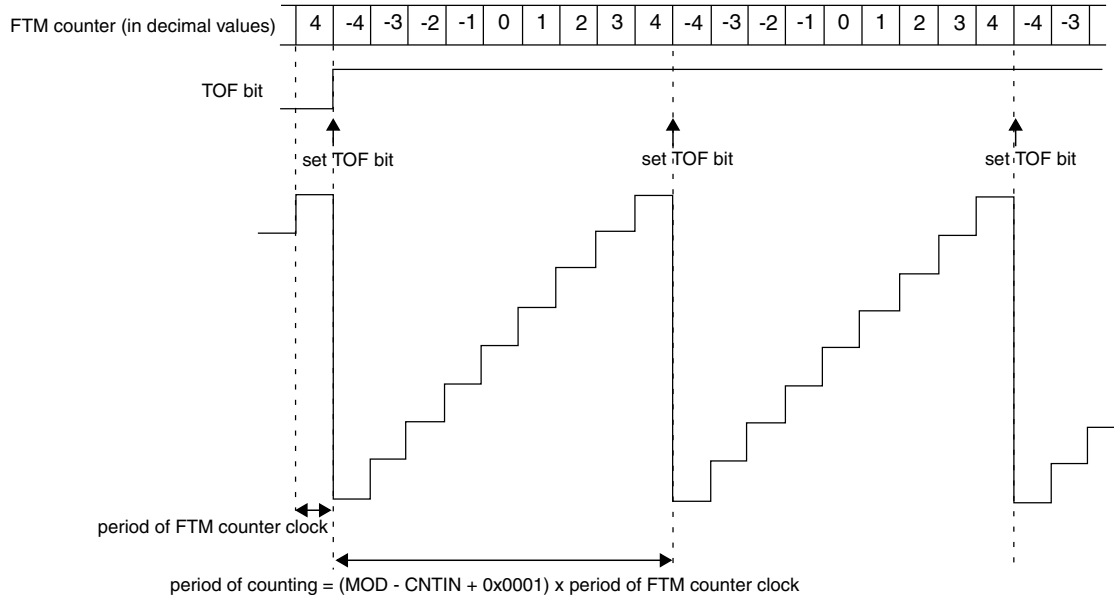 FTM counter (in decimal values) 4 -4 -3 -2 -1 0 1 2 3 4 -4 -3 -2 -1 0 1 2 3 4 -4 -3
TOF bit
set TOF bit set TOF bit set TOF bit
period of FTM counter clock
period of counting = (MOD - CNTIN + 0x0001) x period of FTM counter clock